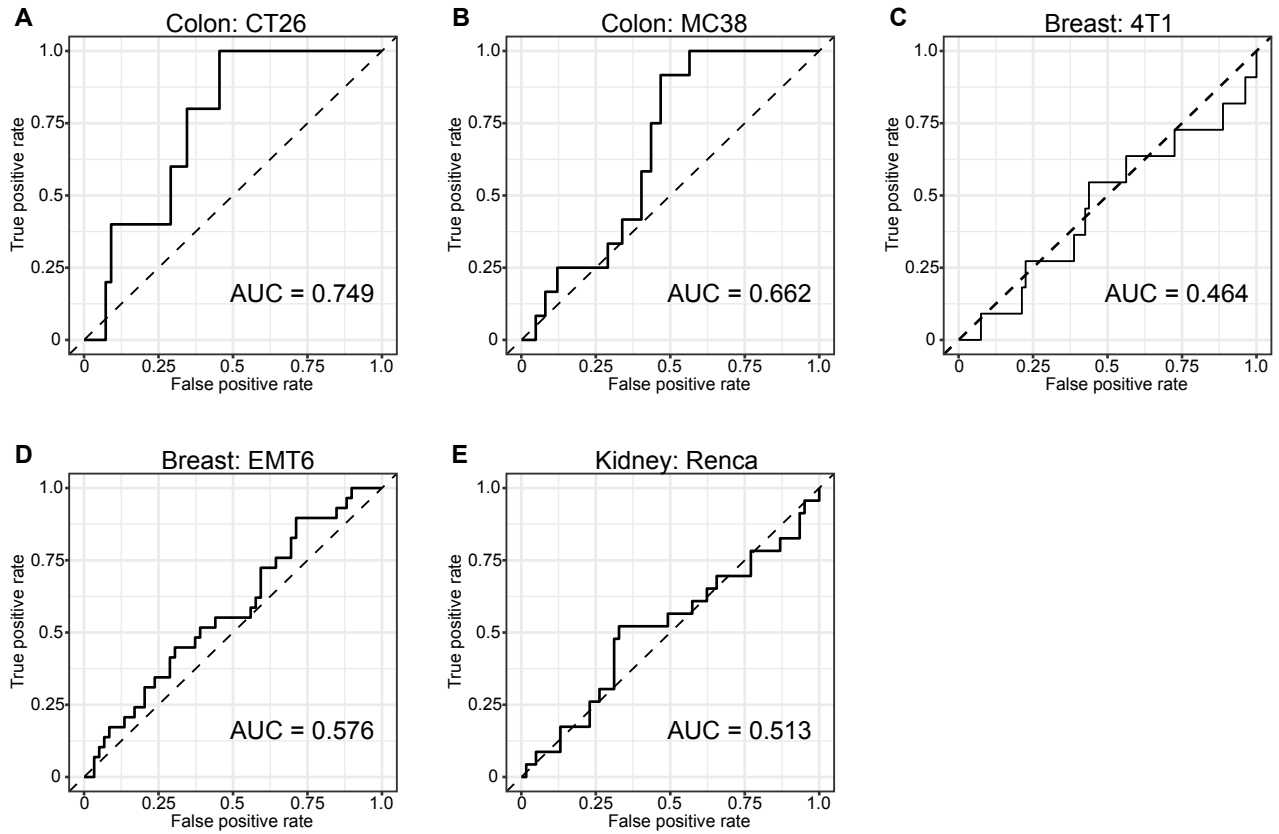 A
Colon: CT26
1.0
0.75
0.5
0.25
0
True positive rate
AUC = 0.749
0 0.25 0.5 0.75 1.0
False positive rate
B
Colon: MC38
1.0
0.75
0.5
0.25
0
True positive rate
AUC = 0.662
0 0.25 0.5 0.75 1.0
False positive rate
C
Breast: 4T1
1.0
0.75
0.5
0.25
0
True positive rate
AUC = 0.464
0 0.25 0.5 0.75 1.0
False positive rate
D
Breast: EMT6
1.0
0.75
0.5
0.25
0
True positive rate
AUC = 0.576
0 0.25 0.5 0.75 1.0
False positive rate
E
Kidney: Renca
1.0
0.75
0.5
0.25
0
True positive rate
AUC = 0.513
0 0.25 0.5 0.75 1.0
False positive rate